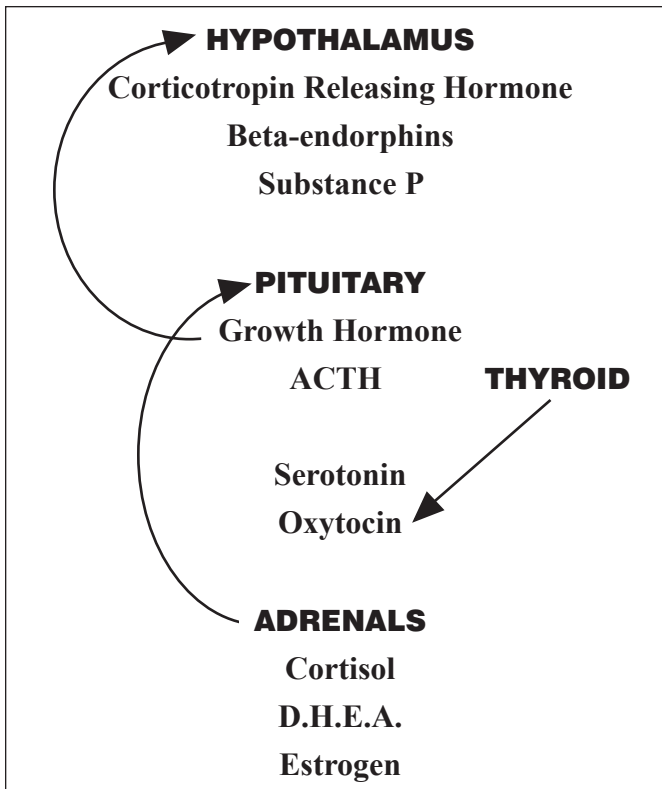 HYPOTHALAMUS
Corticotropin Releasing Hormone
Beta-endorphins
Substance P
PITUITARY
Growth Hormone
ACTH
THYROID
Serotonin
Oxytocin
ADRENALS
Cortisol
D.H.E.A.
Estrogen